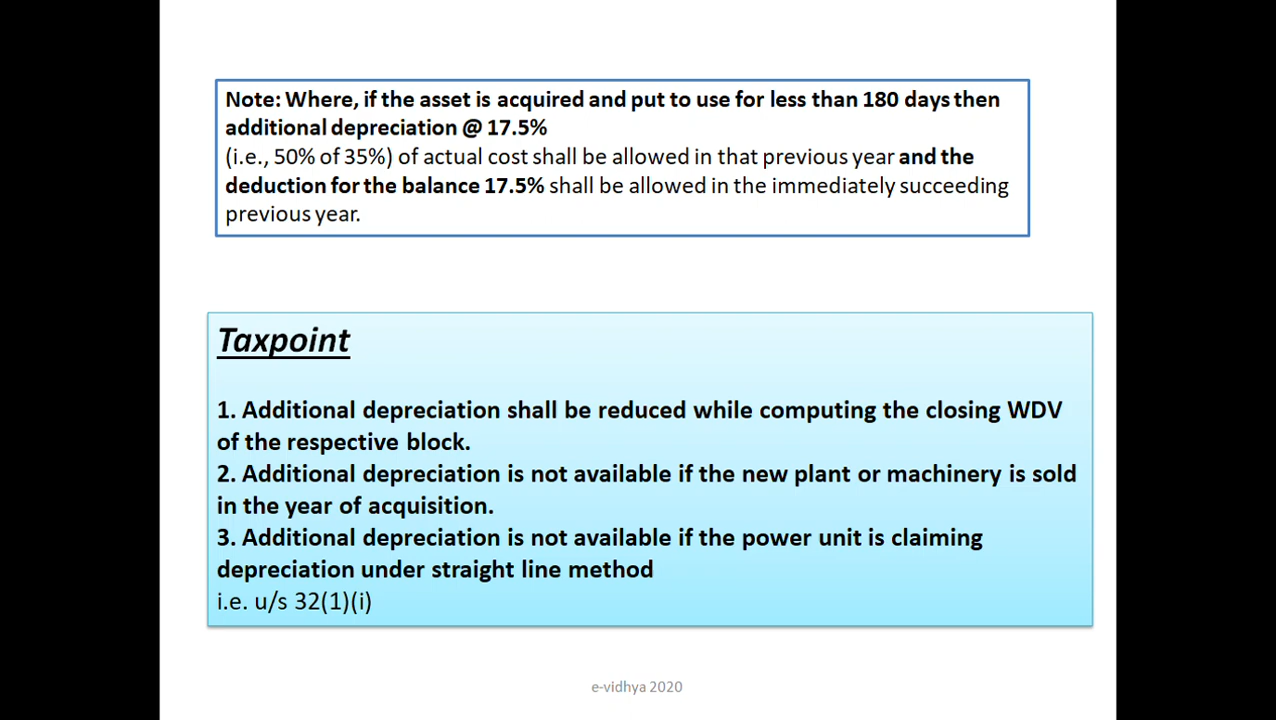 Note: Where, if the asset is acquired and put to use for less than 180 days then
additional depreciation @ 17.5%
(i.e., 50% of 35%) of actual cost shall be allowed in that previous year and the
deduction for the balance 17.5% shall be allowed in the immediately succeeding
previous year.
Taxpoint
1. Additional depreciation shall be reduced while computing the closing WDV
of the respective block.
2. Additional depreciation is not available if the new plant or machinery is sold
in the year of acquisition.
3. Additional depreciation is not available if the power unit is claiming
depreciation under straight line method
i.e. u/s 32(1)(i)
e-vidhya 2020